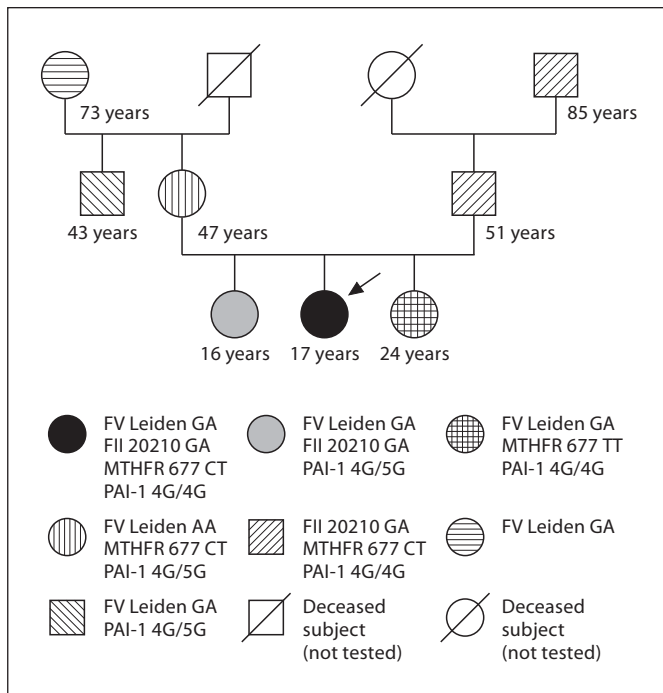 73 years
85 years
43 years
47 years
51 years
16 years
17 years
24 years
FV Leiden GA
FII 20210 GA
MTHFR 677 CT
PAI-1 4G/4G
FV Leiden GA
FII 20210 GA
PAI-1 4G/5G
FV Leiden GA
MTHFR 677 TT
PAI-1 4G/4G
FV Leiden AA
MTHFR 677 CT
PAI-1 4G/5G
FII 20210 GA
MTHFR 677 CT
PAI-1 4G/4G
FV Leiden GA
FV Leiden GA
PAI-1 4G/5G
Deceased
subject
(not tested)
Deceased
subject
(not tested)